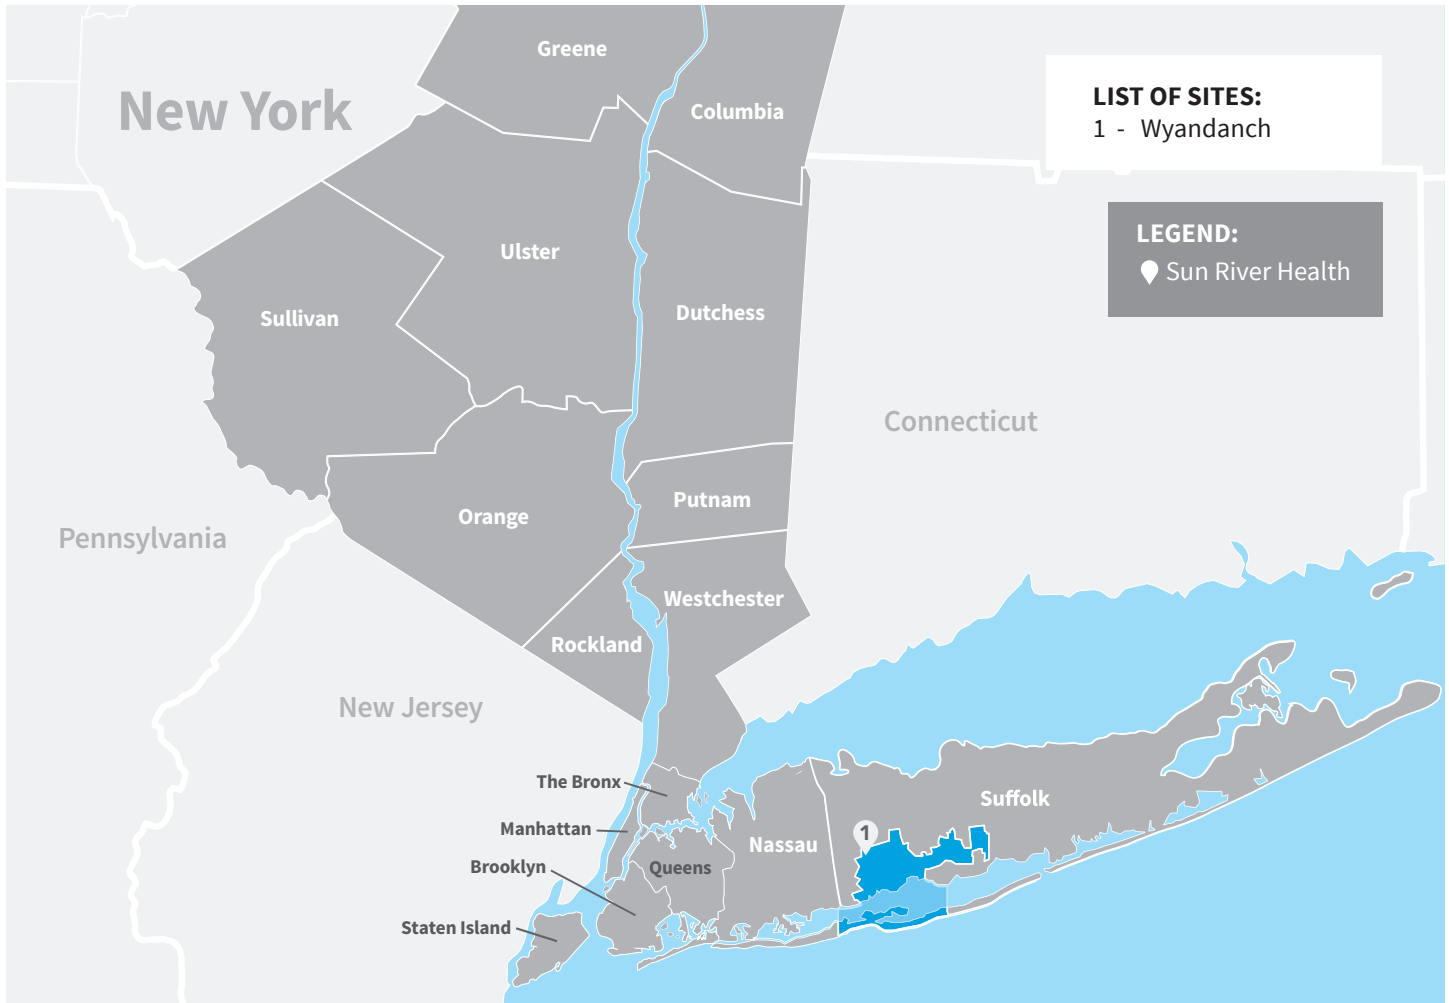 Greene
New York
Columbia
LIST OF SITES:
1 - Wyandanch
Ulster
LEGEND:
Sun River Health
Sullivan
Dutchess
Connecticut
Putnam
Orange
Pennsylvania
Westchester
Rockland
New Jersey
The Bronx
Suffolk
Manhattan
1
Nassau
Brooklyn
Queens
Staten Island